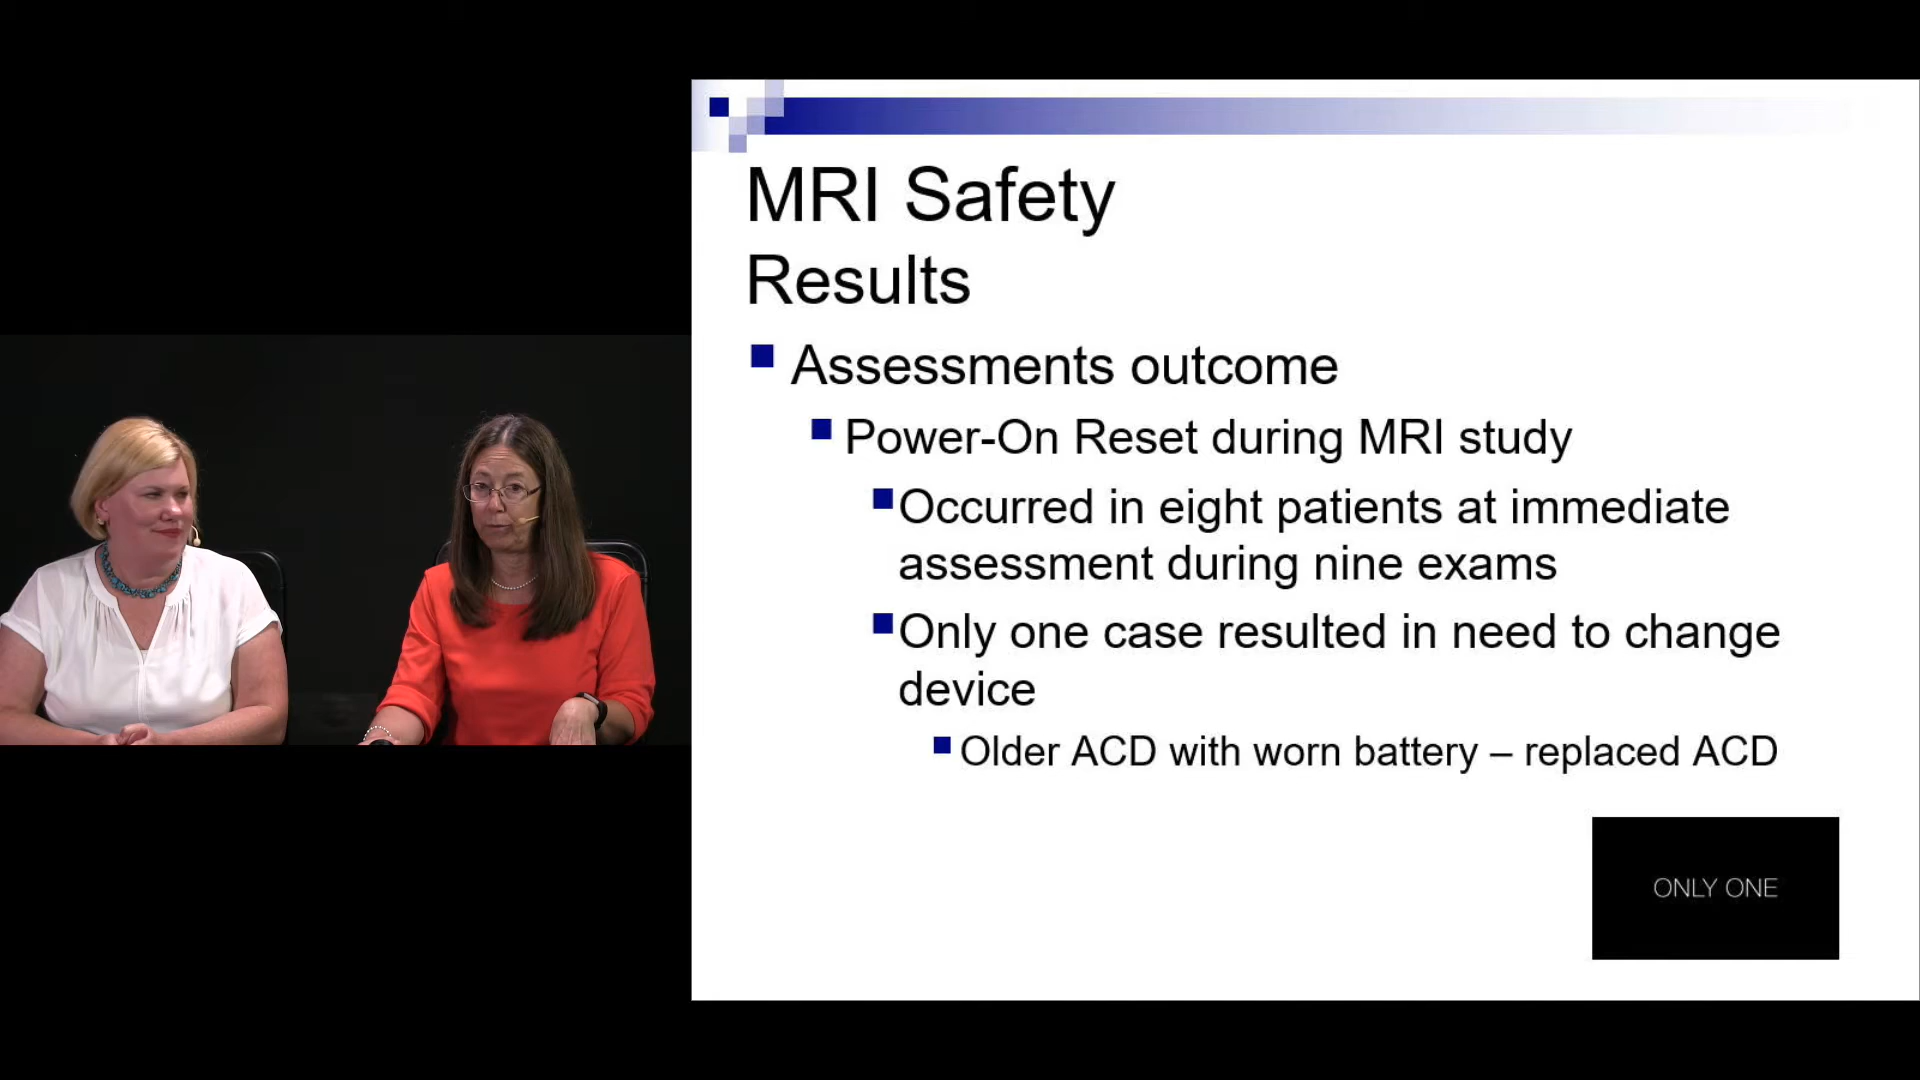 MRI Safety
Results
Assessments outcome
Power-On Reset during MRI study
Occurred in eight patients at immediate
assessment during nine exams
Only one case resulted in need to change
device
Older ACD with worn battery – replaced ACD
ONLY ONE